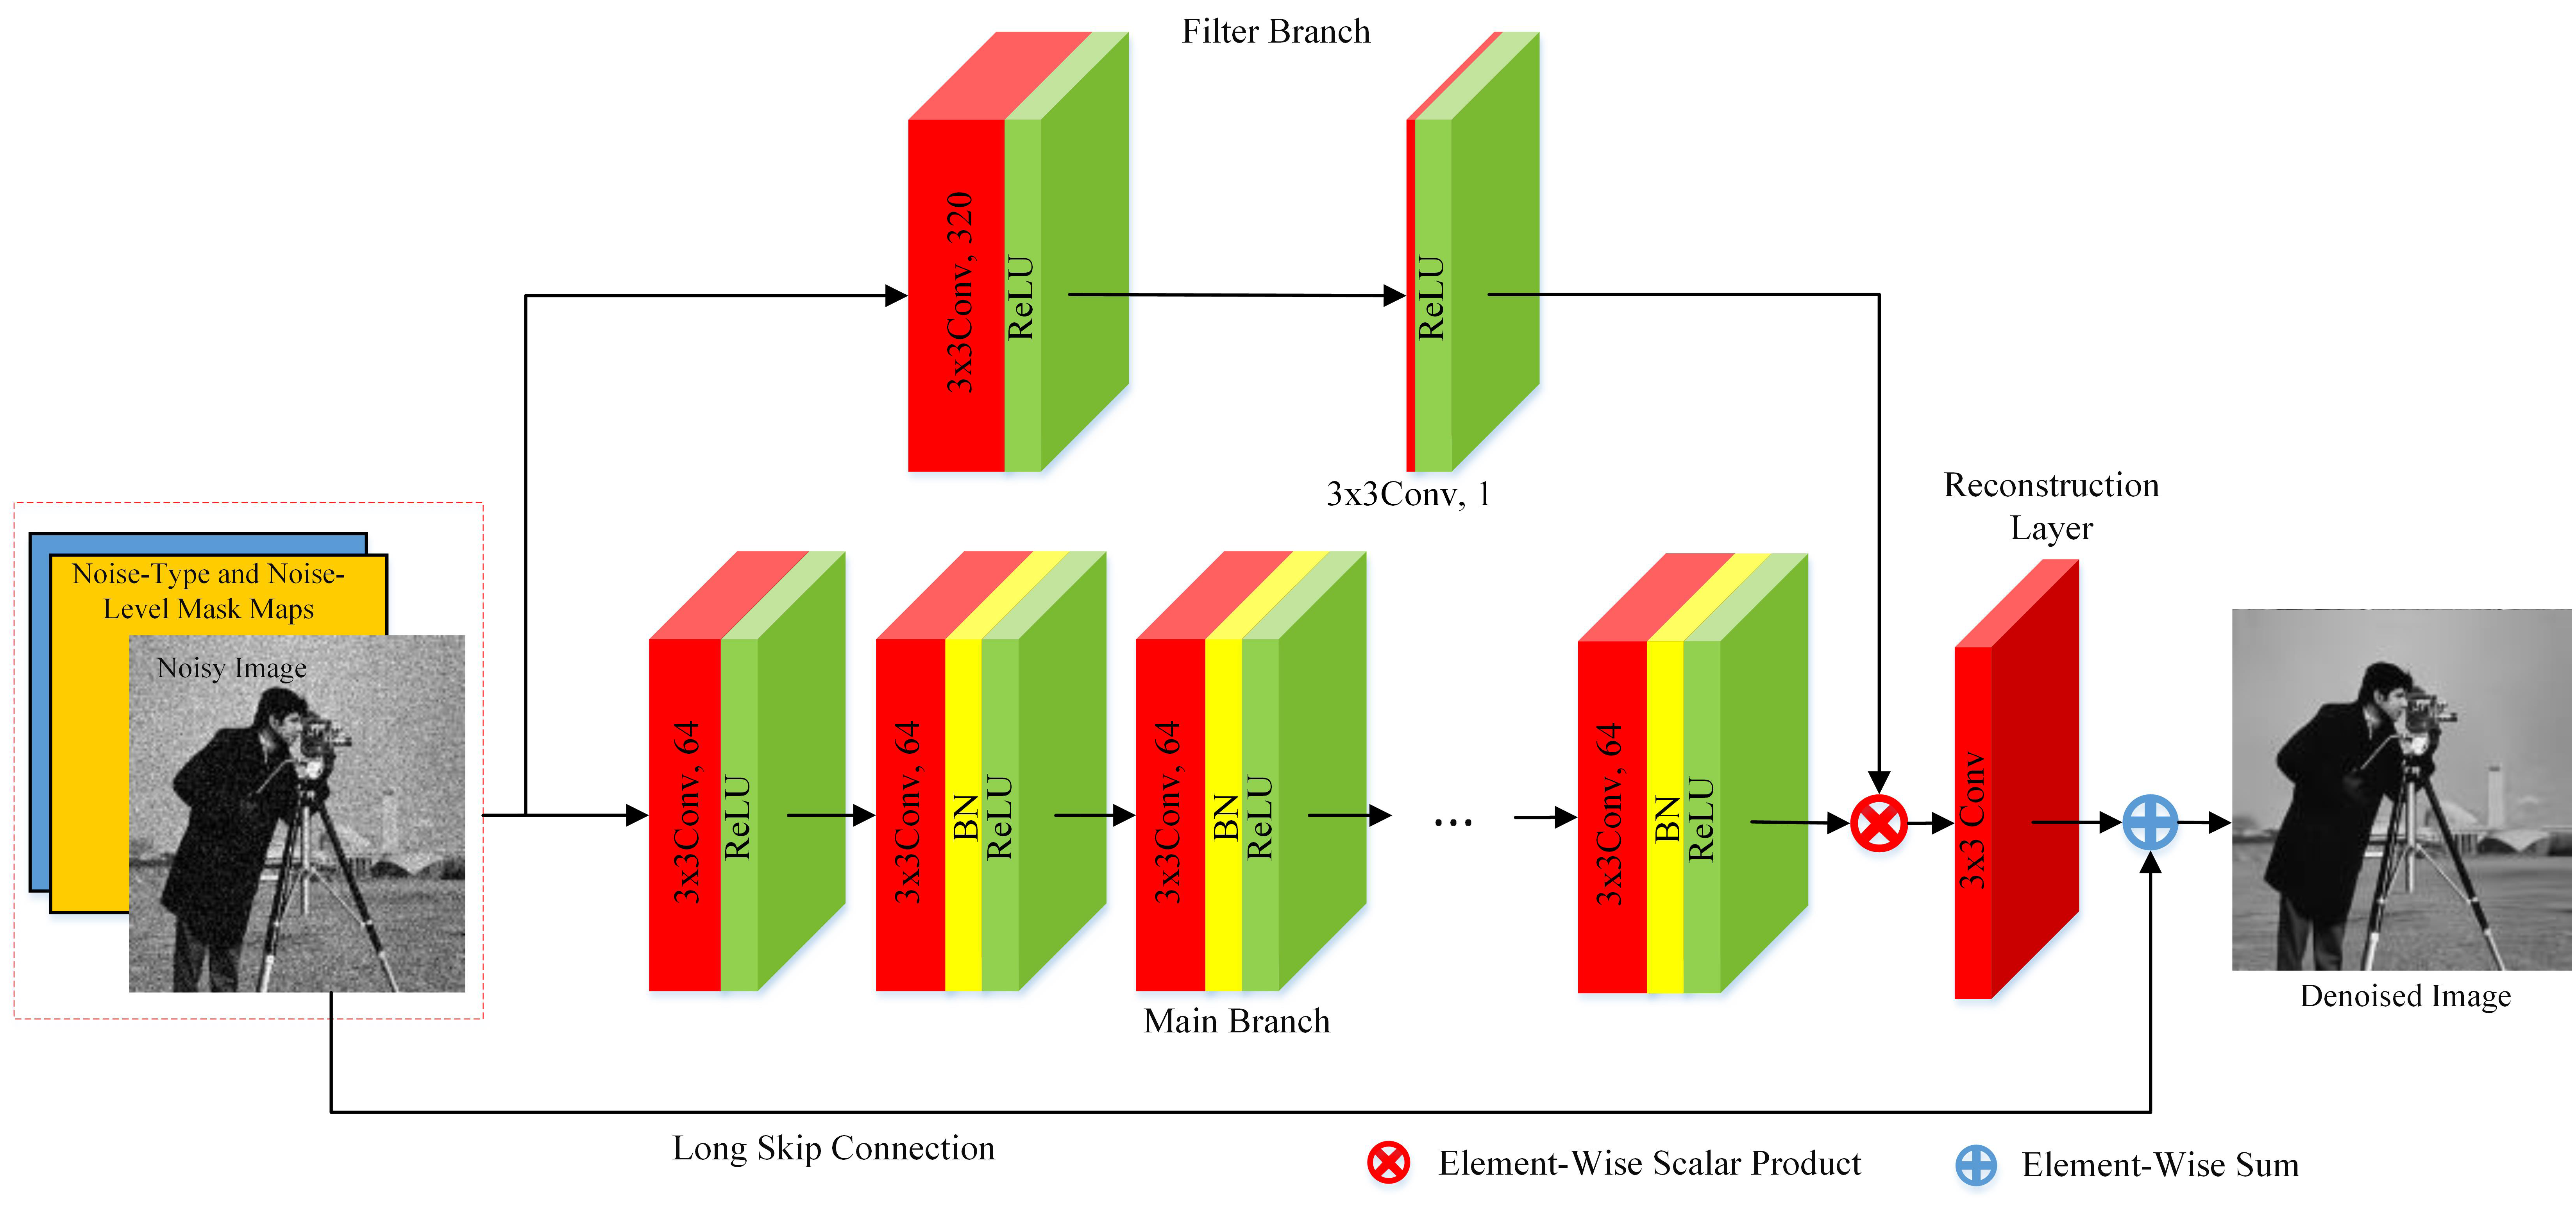 Filter Branch
3x3Conv, 320
ReLU
ReLU
3x3Conv, 1
Reconstruction
Layer
Noise-Type and Noise-
Level Mask Maps
Noisy Image
3x3Conv, 64
ReLU
3x3Conv, 64
BN
ReLU
3x3Conv, 64
BN
ReLU
...
3x3Conv, 64
BN
ReLU
3x3 Conv
Main Branch
Denoised Image
Long Skip Connection
Element-Wise Scalar Product
Element-Wise Sum